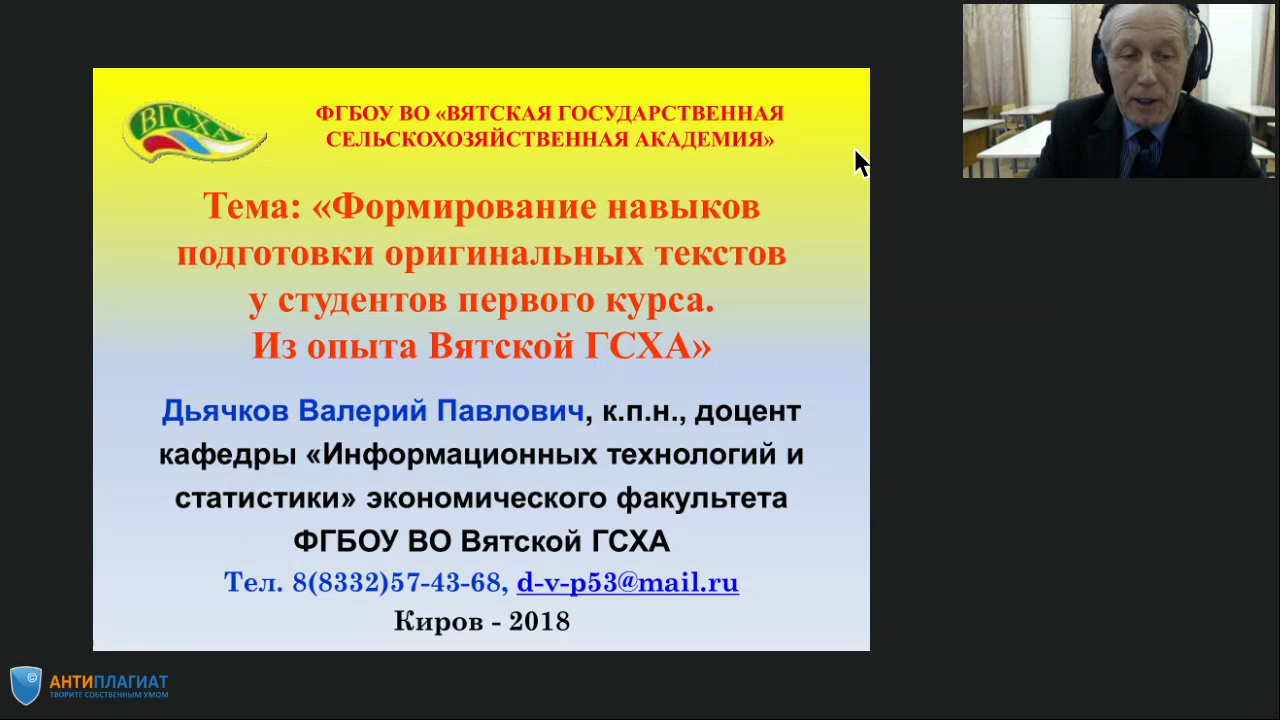 ВГСХА
ФГБОУ ВО «ВЯТСКАЯ ГОСУДАРСТВЕННАЯ
СЕЛЬСКОХОЗЯЙСТВЕННАЯ АКАДЕМИЯ»
Тема: «Формирование навыков
подготовки оригинальных текстов
у студентов первого курса.
Из опыта Вятской ГСХА»
Дьячков Валерий Павлович, к.п.н., доцент
кафедры «Информационных технологий и
статистики» экономического факультета
ФГБОУ ВО Вятской ГСХА
Тел. 8(8332)57-43-68, d-v-p53@mail.ru
Киров - 2018
©
АНТИПЛАГИАТ
ТВОРИТЕ СОБСТВЕННЫМ УМОМ